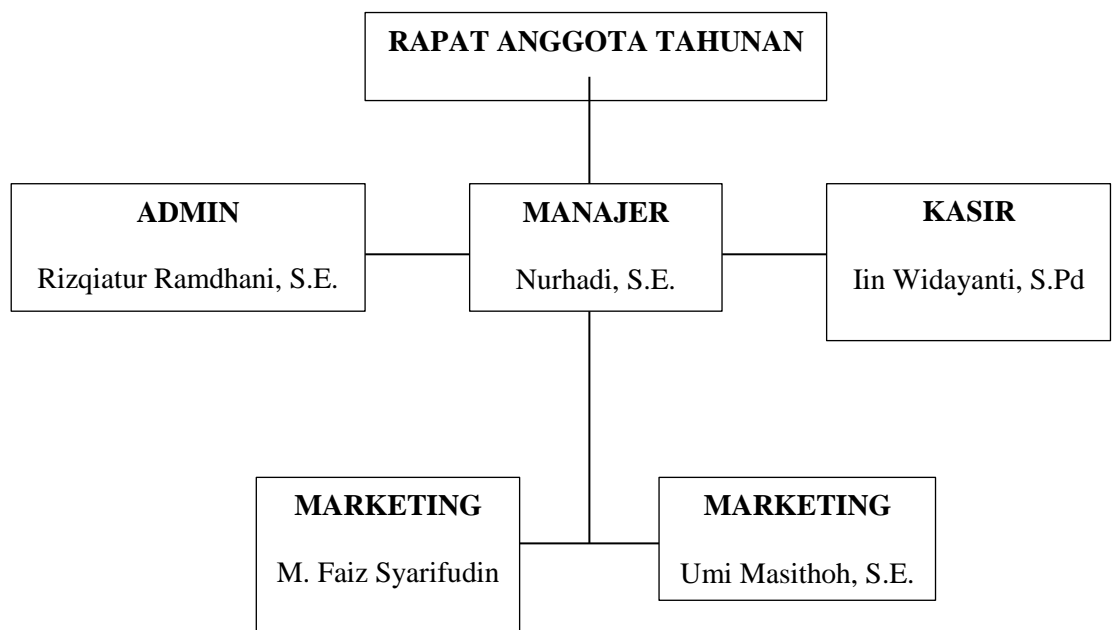 RAPAT ANGGOTA TAHUNAN
ADMIN
Rizqiatur Ramdhani, S.E.
MANAJER
Nurhadi, S.E.
KASIR
Iin Widayanti, S.Pd
MARKETING
M. Faiz Syarifudin
MARKETING
Umi Masithoh, S.E.